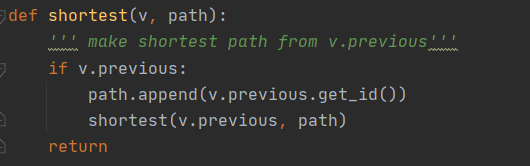 def shortest(v, path):
    ''' make shortest path from v.previous'''
    if v.previous:
        path.append(v.previous.get_id())
        shortest(v.previous, path)
    return